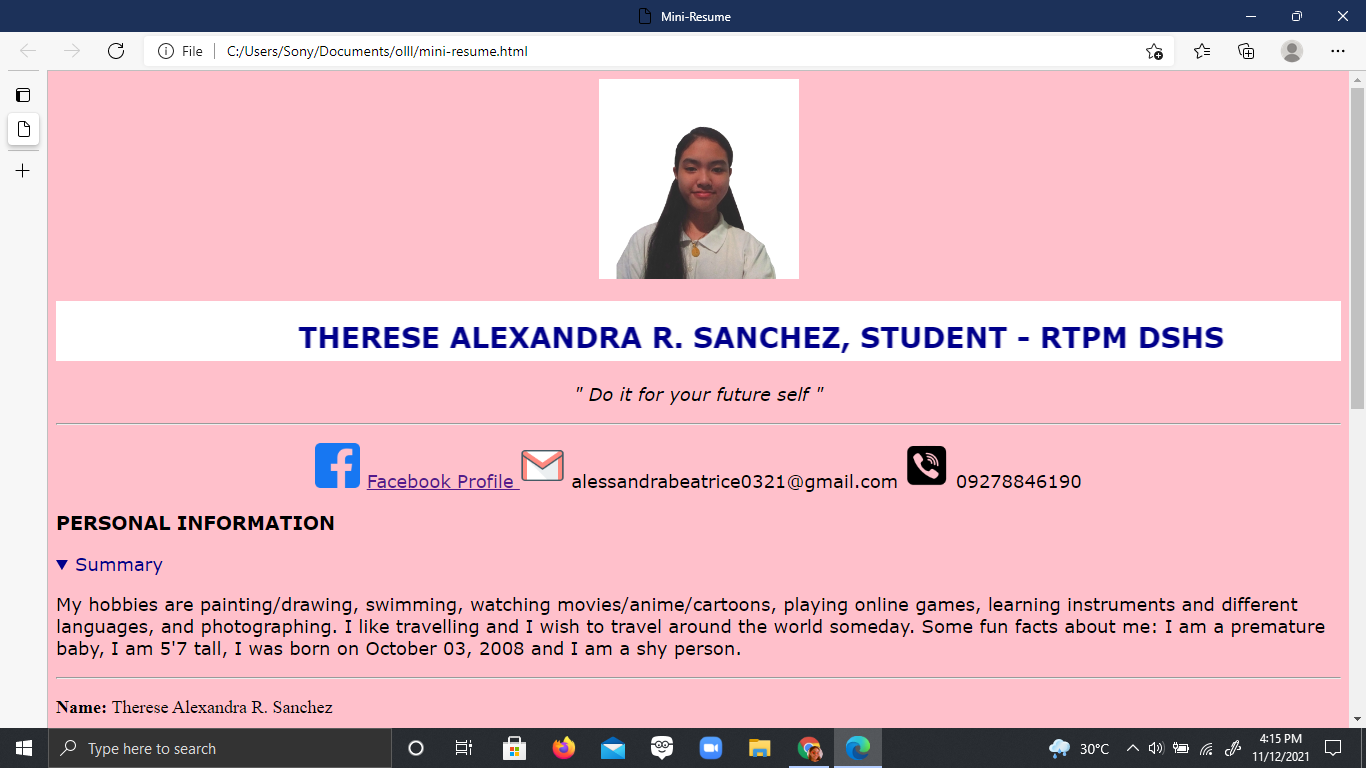 Mini-Resume
File
C:/Users/Sony/Documents/olll/mini-resume.html
THERESE ALEXANDRA R. SANCHEZ, STUDENT - RTPM DSHS
" Do it for your future self "
Facebook Profile alessandrabeatrice0321@gmail.com 09278846190
PERSONAL INFORMATION
Summary
My hobbies are painting/drawing, swimming, watching movies/anime/cartoons, playing online games, learning instruments and different
languages, and photographing. I like travelling and I wish to travel around the world someday. Some fun facts about me: I am a premature
baby, I am 5'7 tall, I was born on October 03, 2008 and I am a shy person.
Name: Therese Alexandra R. Sanchez
Type here to search
30°C
4:15 PM
11/12/2021